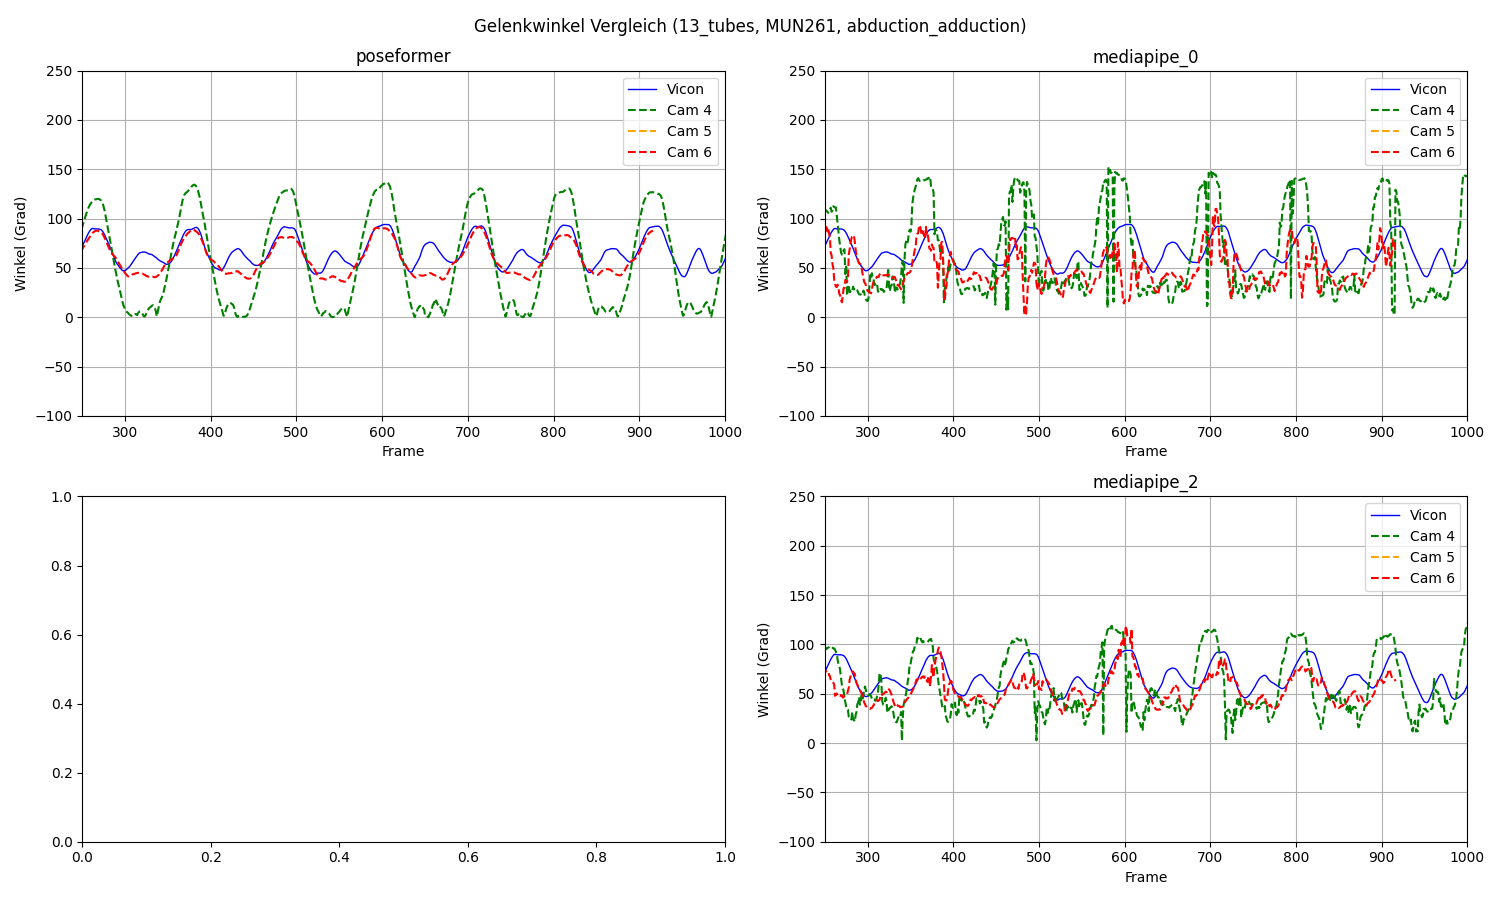 Gelenkwinkel Vergleich (13_tubes, MUN261, abduction_adduction)
poseformer
250
200
150
100
50
0
−50
−100
Winkel (Grad)
300 400 500 600 700 800 900 1000
Frame
Vicon
Cam 4
Cam 5
Cam 6
mediapipe_0
250
200
150
100
50
0
−50
−100
Winkel (Grad)
300 400 500 600 700 800 900 1000
Frame
Vicon
Cam 4
Cam 5
Cam 6
1.0
0.8
0.6
0.4
0.2
0.0
0.0 0.2 0.4 0.6 0.8 1.0
mediapipe_2
250
200
150
100
50
0
−50
−100
Winkel (Grad)
300 400 500 600 700 800 900 1000
Frame
Vicon
Cam 4
Cam 5
Cam 6